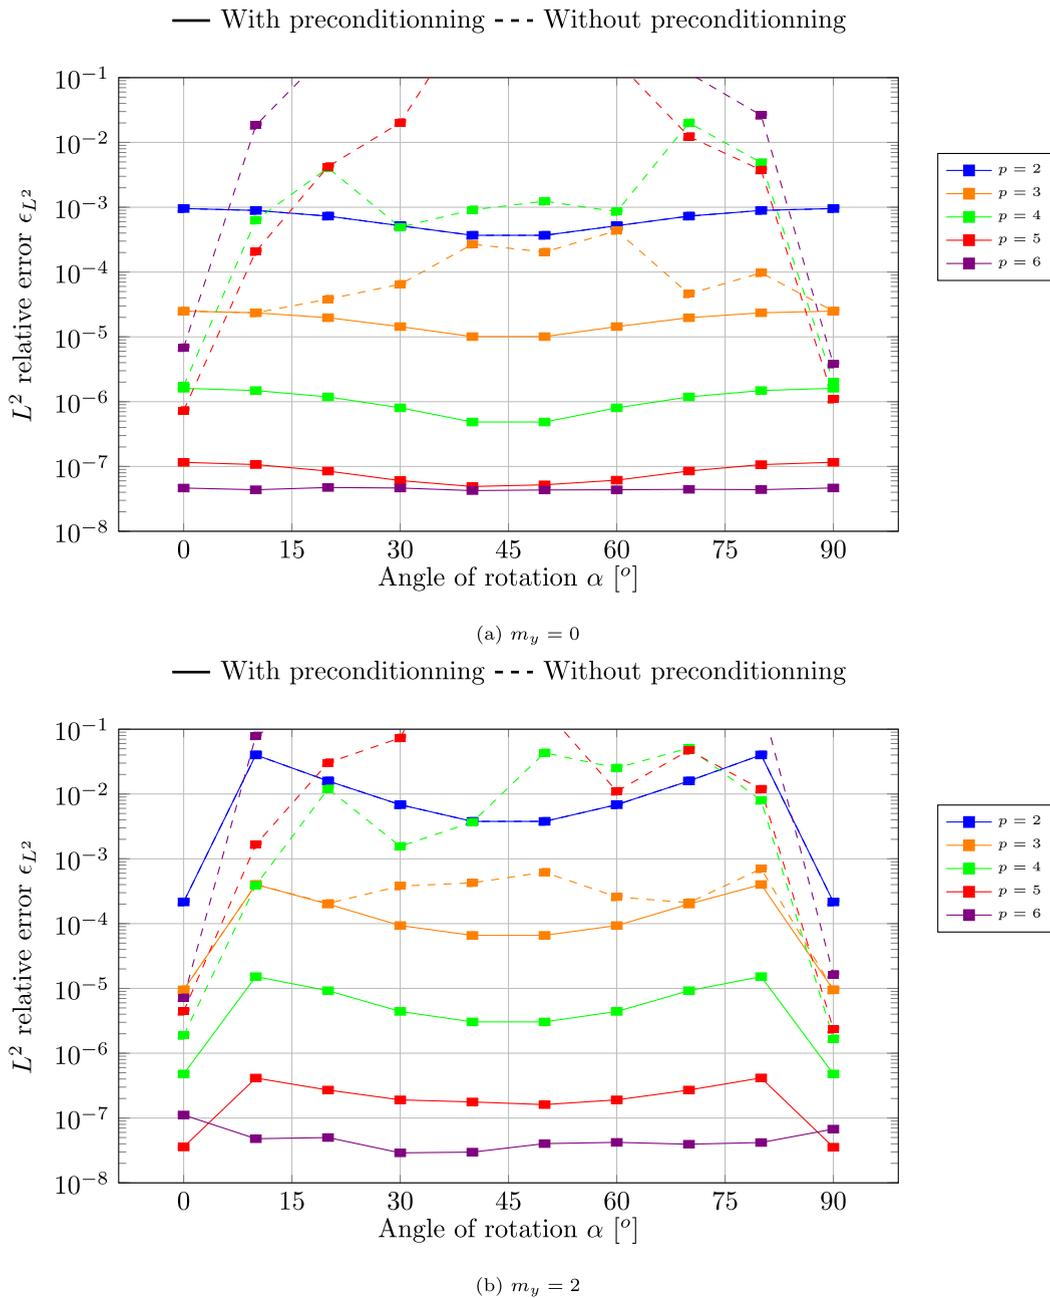 With preconditionning Without preconditionning
10⁻¹
10⁻²
10⁻³
10⁻⁴
10⁻⁵
10⁻⁶
10⁻⁷
10⁻⁸
L² relative error ϵ_{L²}
0 15 30 45 60 75 90
Angle of rotation α [°]
p = 2
p = 3
p = 4
p = 5
p = 6
(a) m_y = 0
With preconditionning Without preconditionning
10⁻¹
10⁻²
10⁻³
10⁻⁴
10⁻⁵
10⁻⁶
10⁻⁷
10⁻⁸
L² relative error ϵ_{L²}
0 15 30 45 60 75 90
Angle of rotation α [°]
p = 2
p = 3
p = 4
p = 5
p = 6
(b) m_y = 2